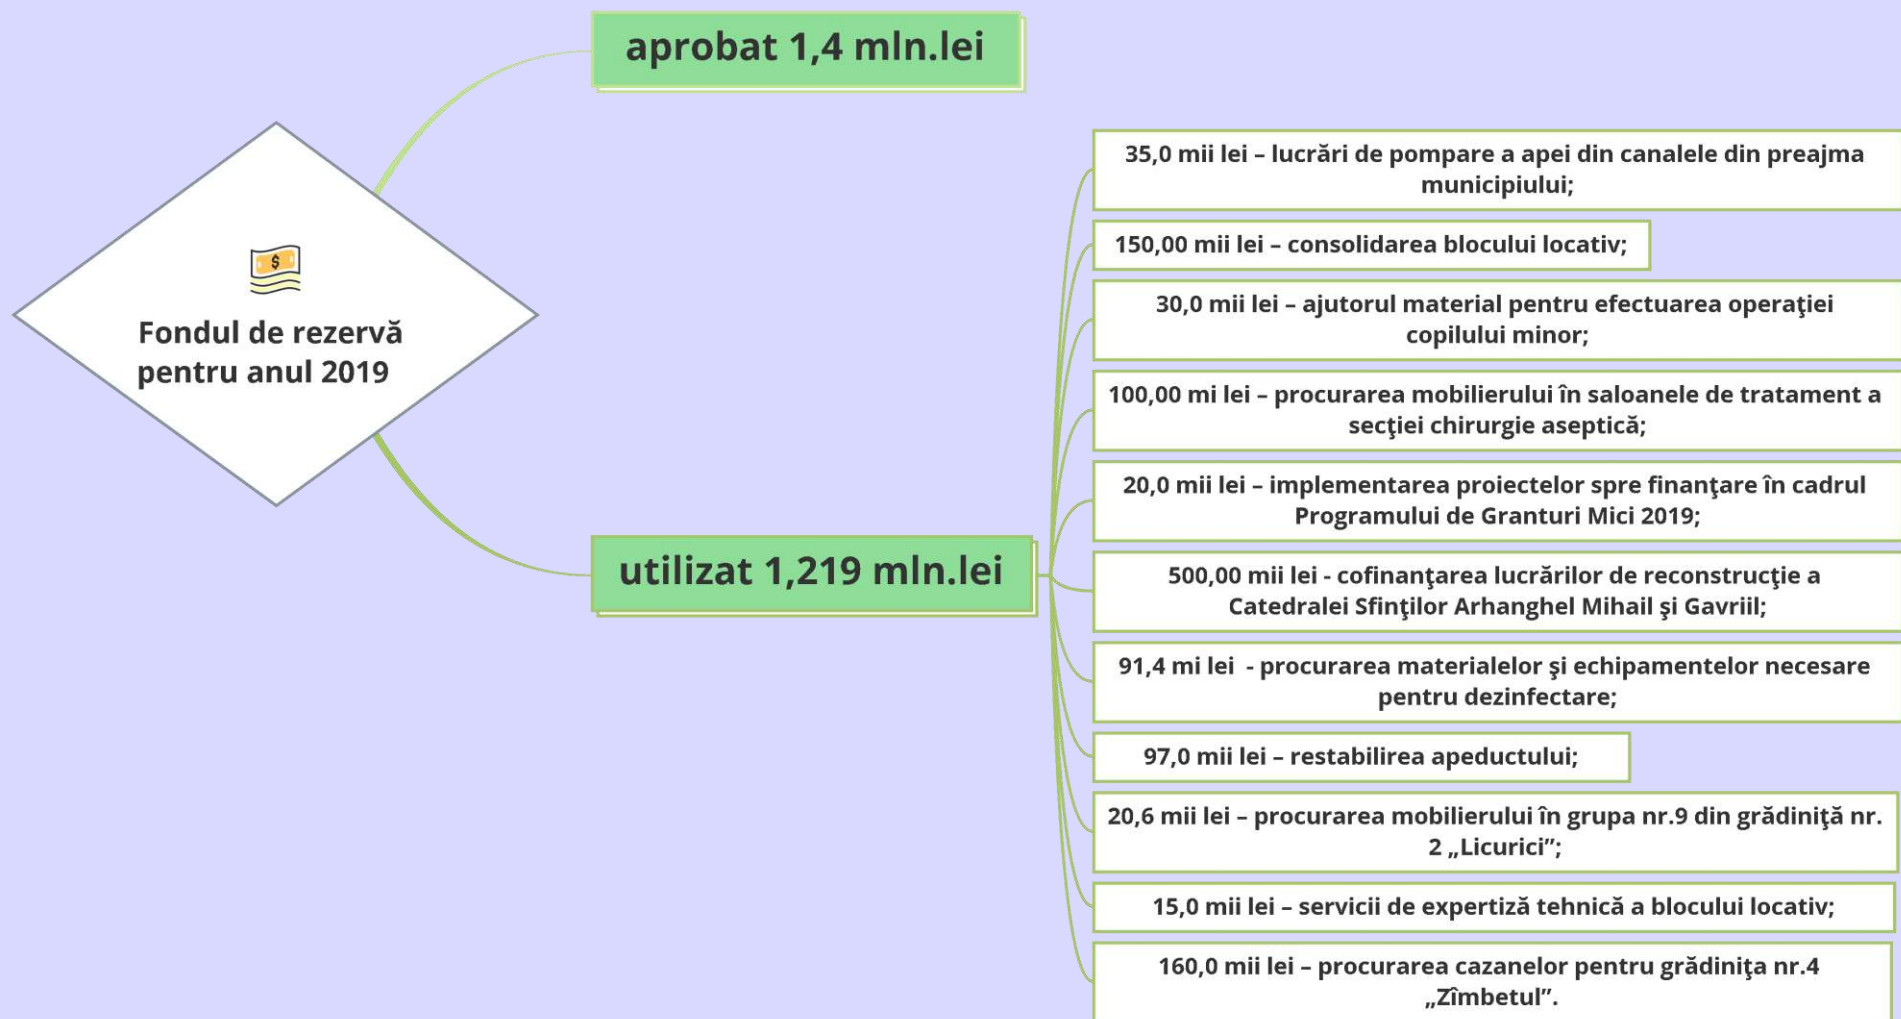 aprobat 1,4 mln.lei
Fondul de rezervă
pentru anul 2019
utilizat 1,219 mln.lei
35,0 mii lei – lucrări de pompare a apei din canalele din preajma
municipiului;
150,00 mii lei – consolidarea blocului locativ;
30,0 mii lei – ajutorul material pentru efectuarea operaţiei
copilului minor;
100,00 mi lei – procurarea mobilierului în saloanele de tratament a
secţiei chirurgie aseptică;
20,0 mii lei – implementarea proiectelor spre finanţare în cadrul
Programului de Granturi Mici 2019;
500,00 mii lei - cofinanţarea lucrărilor de reconstrucţie a
Catedralei Sfinţilor Arhanghel Mihail şi Gavriil;
91,4 mi lei  - procurarea materialelor şi echipamentelor necesare
pentru dezinfectare;
97,0 mii lei – restabilirea apeductului;
20,6 mii lei – procurarea mobilierului în grupa nr.9 din grădiniţă nr.
2 „Licurici”;
15,0 mii lei – servicii de expertiză tehnică a blocului locativ;
160,0 mii lei – procurarea cazanelor pentru grădiniţa nr.4
„Zîmbetul”.